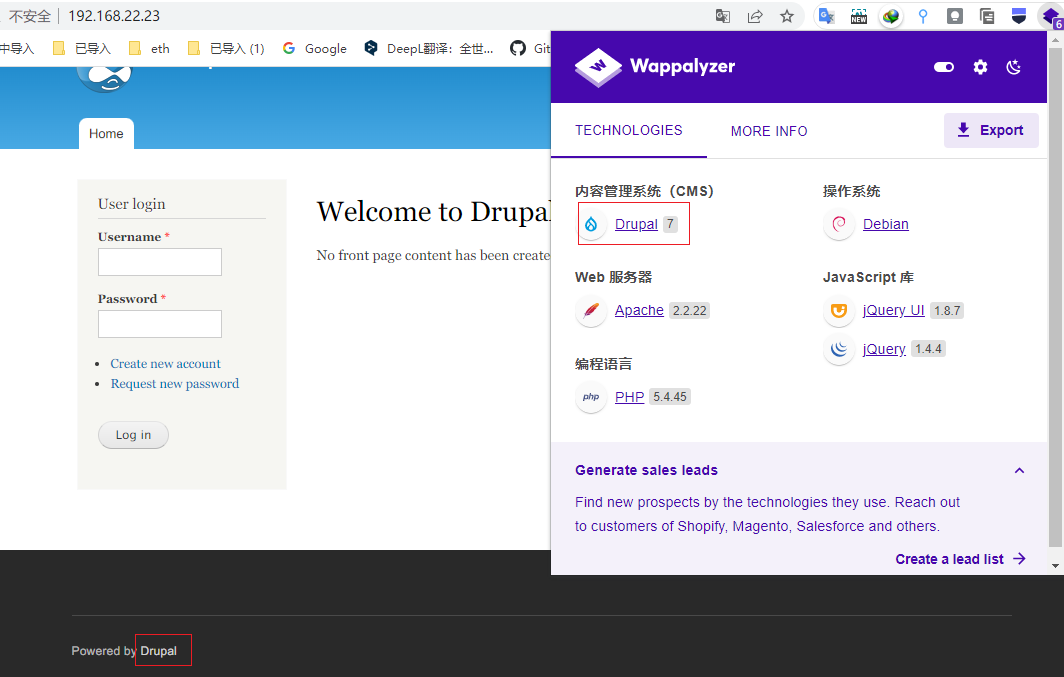 不安全 192.168.22.23
中导入 已导入 eth 已导入 (1) Google DeepL翻译：全世... Git
Wappalyzer
TECHNOLOGIES MORE INFO Export
Home
User login
Username *
Password *
Create new account
Request new password
Log in
Welcome to Drupal
No front page content has been create
内容管理系统（CMS）
Drupal 7
操作系统
Debian
Web 服务器
Apache 2.2.22
JavaScript 库
jQuery UI 1.8.7
jQuery 1.4.4
编程语言
php PHP 5.4.45
Generate sales leads
Find new prospects by the technologies they use. Reach out
to customers of Shopify, Magento, Salesforce and others.
Create a lead list
Powered by Drupal
NEW
6